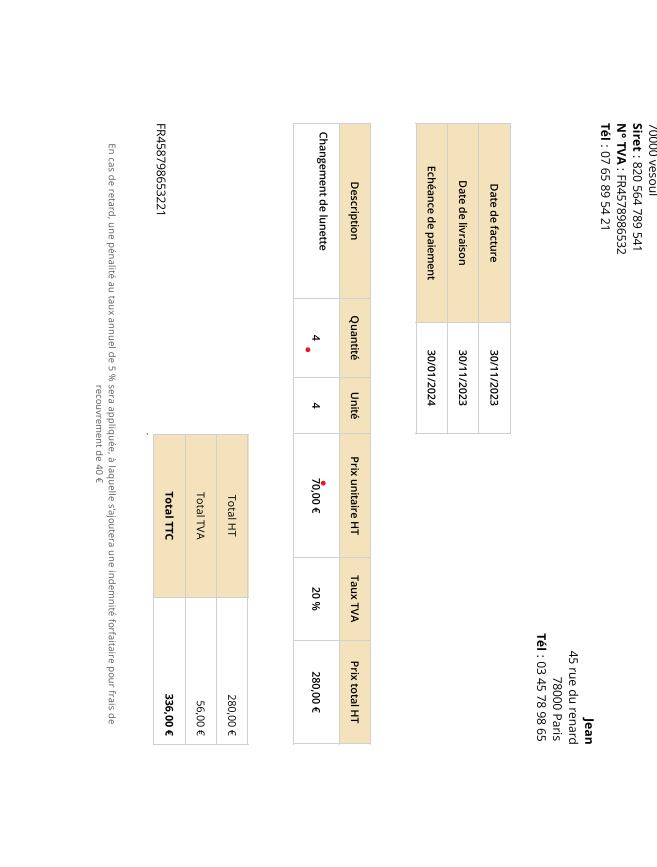 70000 vesoul
Siret : 820 564 789 541
N° TVA : FR4578986532
Tél : 07 65 89 54 21
Jean
45 rue du renard
78000 Paris
Tél : 03 45 78 98 65
Date de facture 30/11/2023
Date de livraison 30/11/2023
Echéance de paiement 30/01/2024
Description Quantité Unité Prix unitaire HT Taux TVA Prix total HT
Changement de lunette 4 4 70,00 € 20 % 280,00 €
Total HT 280,00 €
Total TVA 56,00 €
Total TTC 336,00 €
FR458798653221
En cas de retard, une pénalité au taux annuel de 5 % sera appliquée, à laquelle s'ajoutera une indemnité forfaitaire pour frais de
recouvrement de 40 €